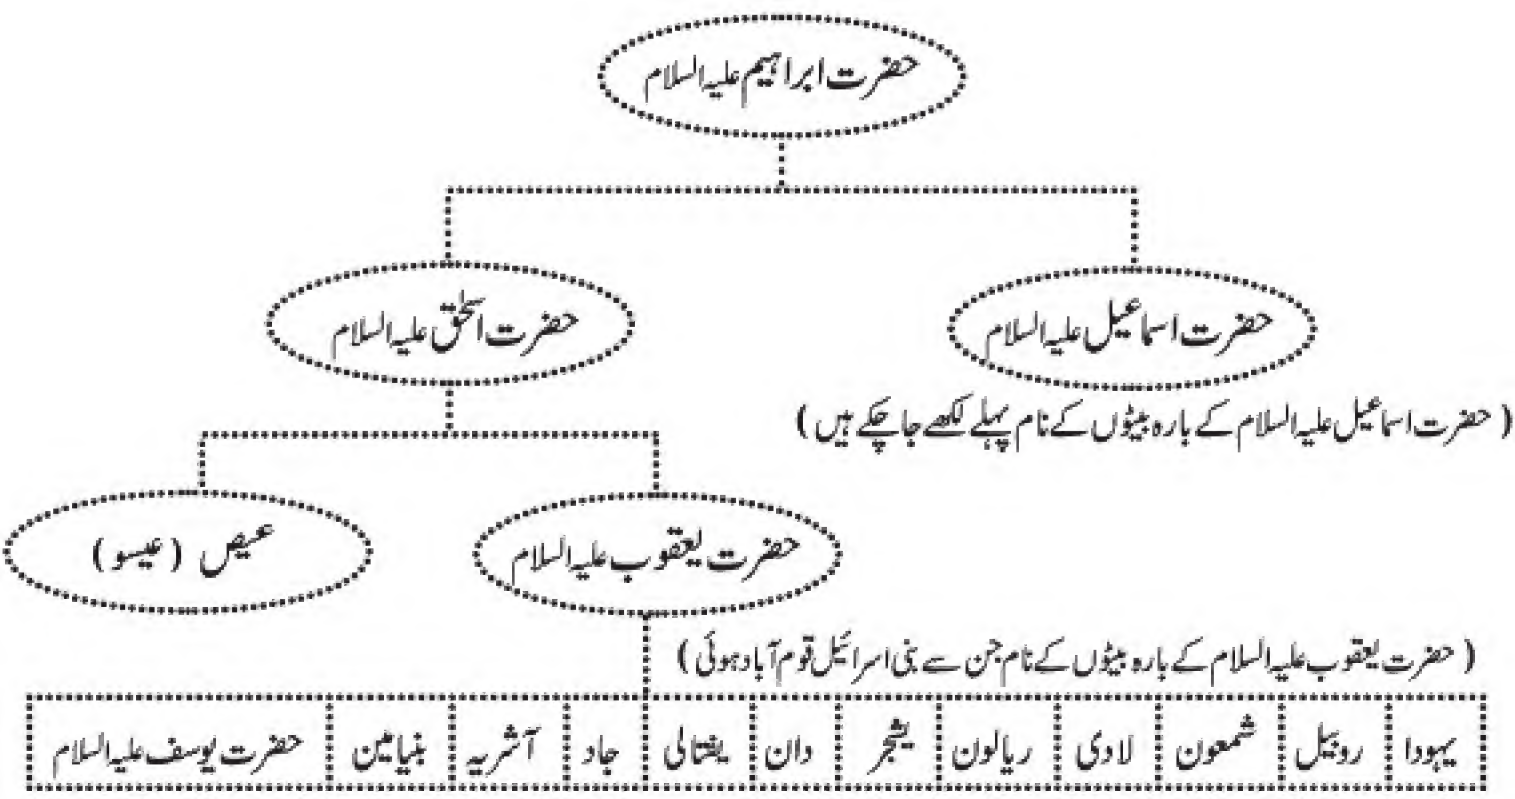 حضرت ابراہیم علیہ السلام
حضرت اسماعیل علیہ السلام
حضرت اسحٰق علیہ السلام
(حضرت اسماعیل علیہ السلام کے بارہ بیٹوں کے نام پہلے لکھے جا چکے ہیں)
حضرت یعقوب علیہ السلام
عیص (عیسو)
(حضرت یعقوب علیہ السلام کے بارہ بیٹوں کے نام جن سے بنی اسرائیل قوم آباد ہوئی)
یہودا روبیل شمعون لادی ریالون یشجر دان یفتالی جاد آشریہ بنیامین حضرت یوسف علیہ السلام